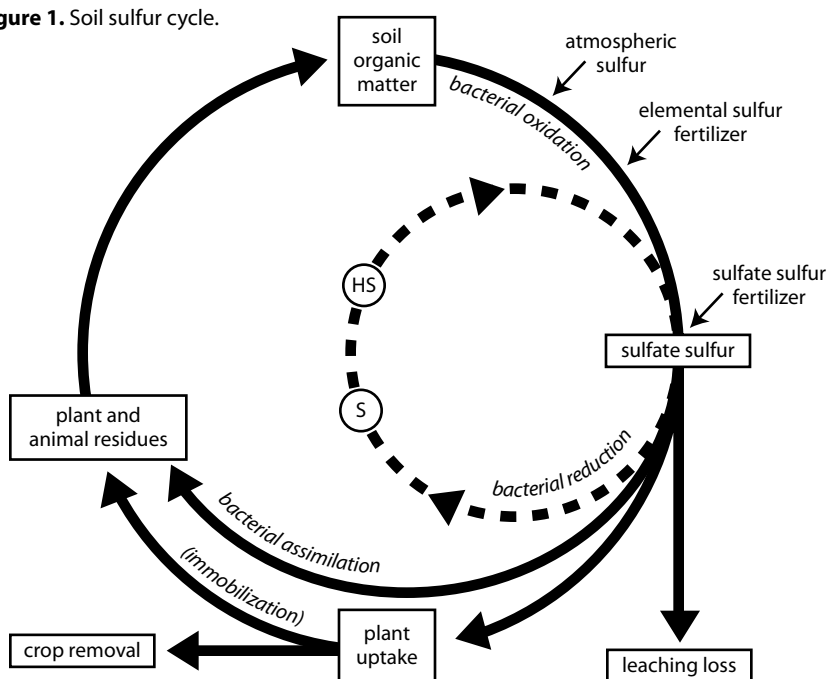 gure 1. Soil sulfur cycle.
soil
organic
matter
atmospheric
sulfur
bacterial oxidation
elemental sulfur
fertilizer
HS
sulfate sulfur
fertilizer
sulfate sulfur
S
plant and
animal residues
bacterial reduction
bacterial assimilation
(immobilization)
plant
uptake
crop removal
leaching loss